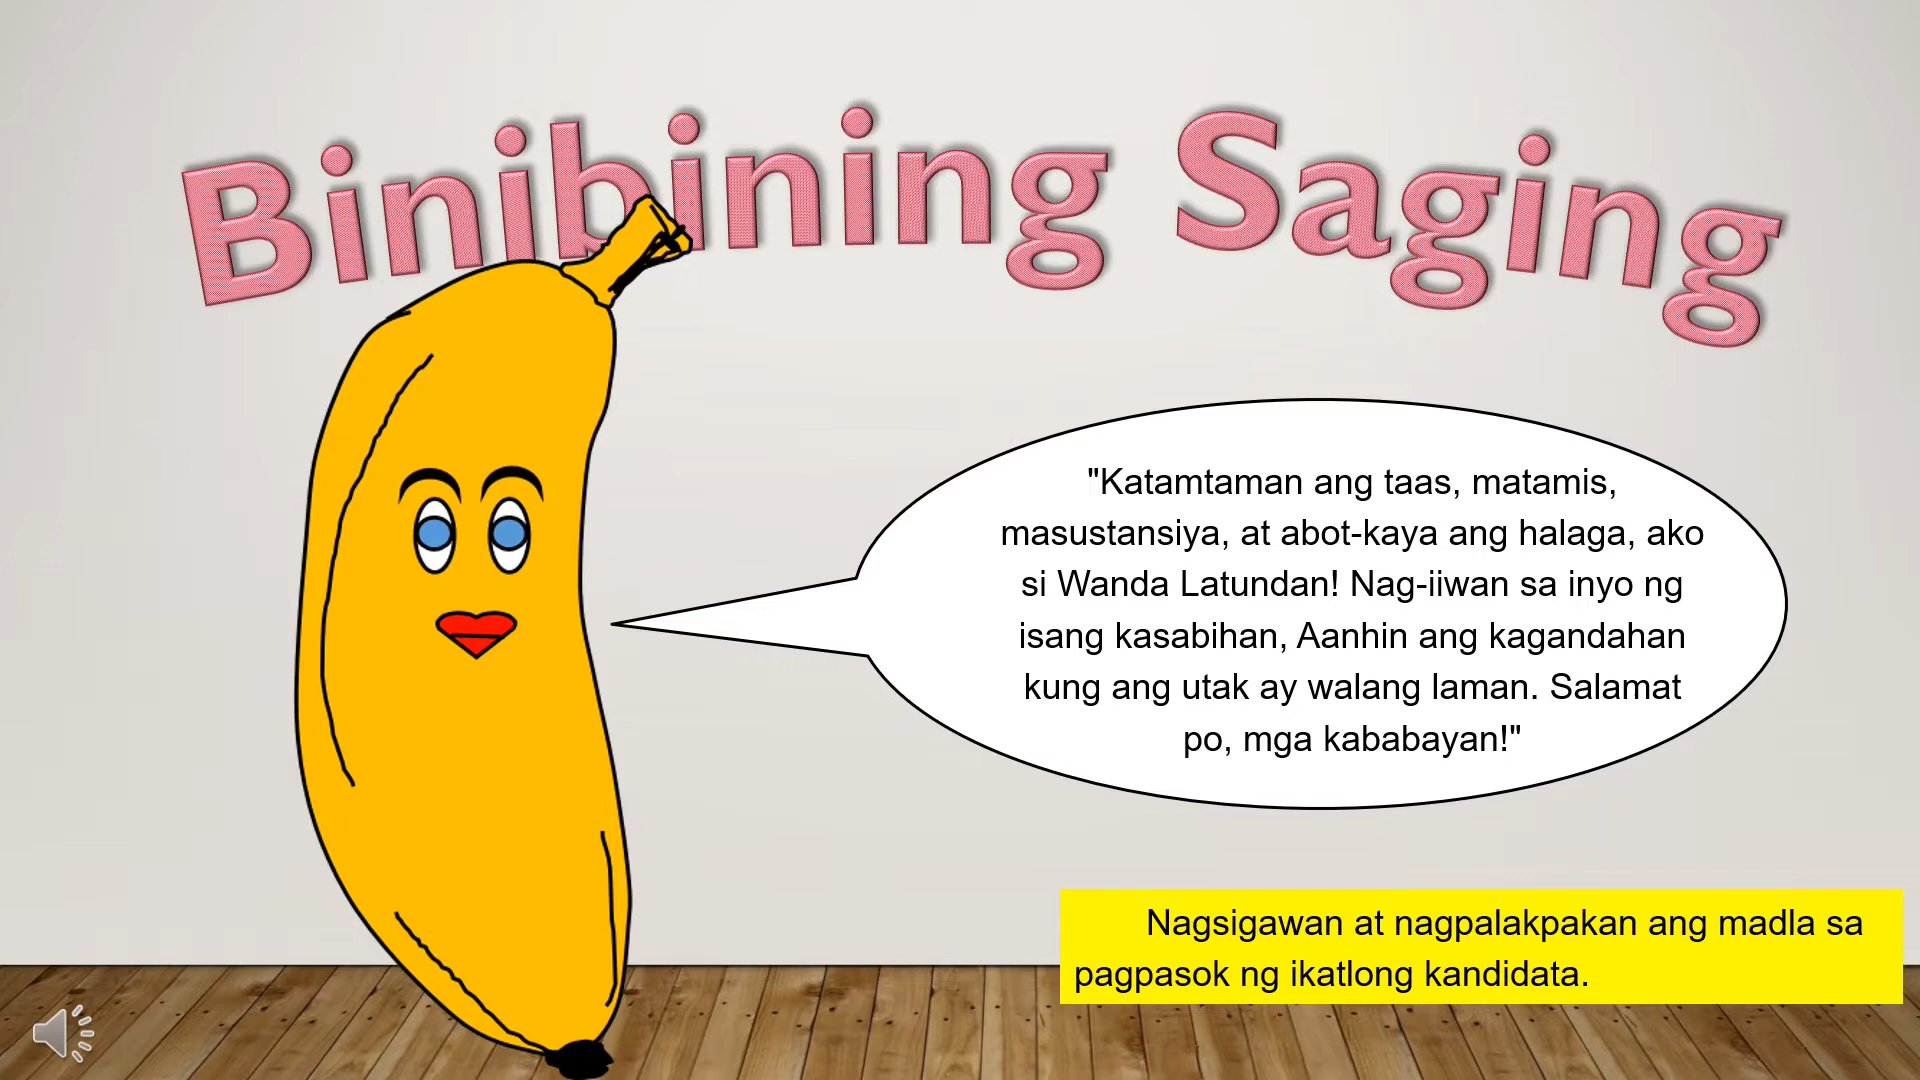 Binibining Saging
"Katamtaman ang taas, matamis,
masustansiya, at abot-kaya ang halaga, ako
si Wanda Latundan! Nag-iiwan sa inyo ng
isang kasabihan, Aanhin ang kagandahan
kung ang utak ay walang laman. Salamat
po, mga kababayan!"
Nagsigawan at nagpalakpakan ang madla sa
pagpasok ng ikatlong kandidata.